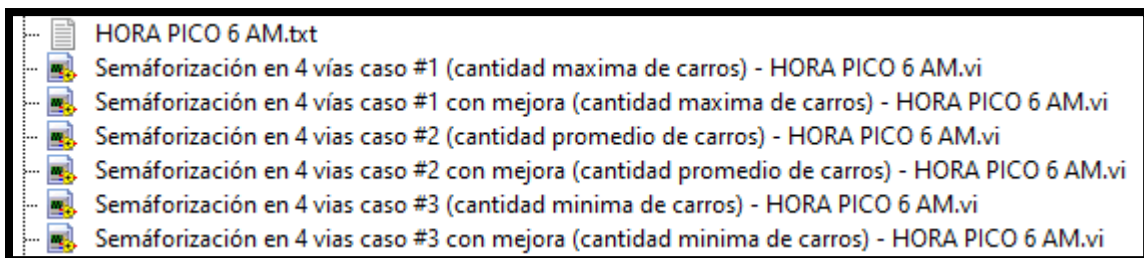 HORA PICO 6 AM.txt
Semáforización en 4 vías caso #1 (cantidad maxima de carros) - HORA PICO 6 AM.vi
Semáforización en 4 vías caso #1 con mejora (cantidad maxima de carros) - HORA PICO 6 AM.vi
Semáforización en 4 vias caso #2 (cantidad promedio de carros) - HORA PICO 6 AM.vi
Semáforización en 4 vias caso #2 con mejora (cantidad promedio de carros) - HORA PICO 6 AM.vi
Semáforización en 4 vias caso #3 (cantidad minima de carros) - HORA PICO 6 AM.vi
Semáforización en 4 vias caso #3 con mejora (cantidad minima de carros) - HORA PICO 6 AM.vi